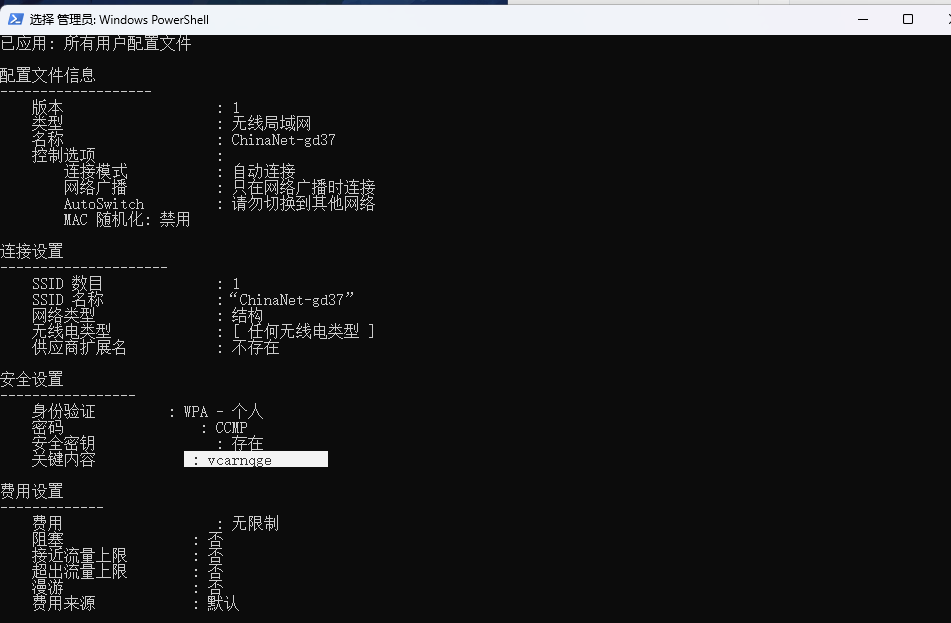 选择 管理员: Windows PowerShell
已应用: 所有用户配置文件
配置文件信息
-------------------
版本 : 1
类型 : 无线局域网
名称 : ChinaNet-gd37
控制选项 :
连接模式 : 自动连接
网络广播 : 只在网络广播时连接
AutoSwitch : 请勿切换到其他网络
MAC 随机化: 禁用
连接设置
---------------------
SSID 数目 : 1
SSID 名称 :“ChinaNet-gd37”
网络类型 : 结构
无线电类型 : [ 任何无线电类型 ]
供应商扩展名 : 不存在
安全设置
-----------------
身份验证 : WPA - 个人
密码 : CCMP
安全密钥 : 存在
关键内容 : vcarnqge
费用设置
-------------
费用 : 无限制
阻塞 : 否
接近流量上限 : 否
超出流量上限 : 否
漫游 : 否
费用来源 : 默认